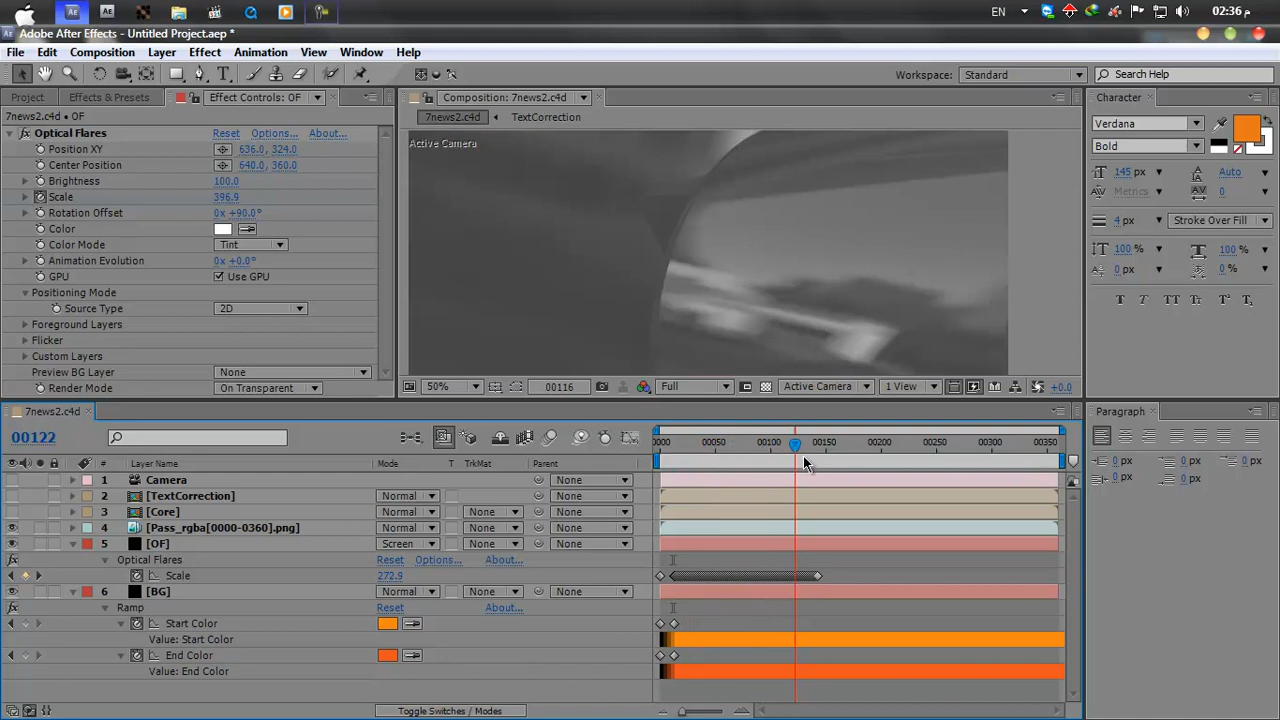 EN
02:36 م
Adobe After Effects - Untitled Project.aep *
File Edit Composition Layer Effect Animation View Window Help
Workspace: Standard Search Help
Project Effects & Presets Effect Controls: OF
7news2.c4d • OF
Optical Flares Reset Options... About...
Position XY 636.0, 324.0
Center Position 640.0, 360.0
Brightness 100.0
Scale 396.9
Rotation Offset 0x +90.0°
Color
Color Mode Tint
Animation Evolution 0x +0.0°
GPU Use GPU
Positioning Mode
Source Type 2D
Foreground Layers
Flicker
Custom Layers
Preview BG Layer None
Render Mode On Transparent
Composition: 7news2.c4d
7news2.c4d TextCorrection
Active Camera
50% 00116 Full Active Camera 1 View +0.0
Character
Verdana
Bold
145 px Auto
Metrics 0
4 px Stroke Over Fill
100 % 100 %
0 px 0 %
T T TT Tr T¹ T₁
7news2.c4d
00122
0000 00050 00100 00150 00200 00250 00300 00350
# Layer Name Mode T TrkMat Parent
1 Camera None
2 [TextCorrection] Normal None
3 [Core] Normal None None
4 [Pass_rgba[0000-0360].png] Normal None None
5 [OF] Screen None None
Optical Flares Reset Options... About...
Scale 272.9
6 [BG] Normal None None
Ramp Reset About...
Start Color
Value: Start Color
End Color
Value: End Color
Toggle Switches / Modes
Paragraph
0 px 0 px 0 px
0 px 0 px